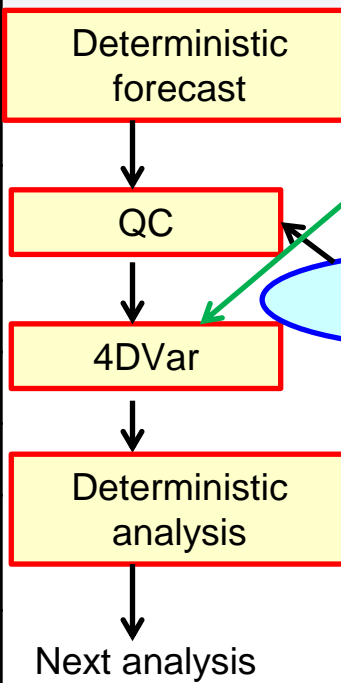 Deterministic
forecast
QC
4DVar
Deterministic
analysis
Next analysis